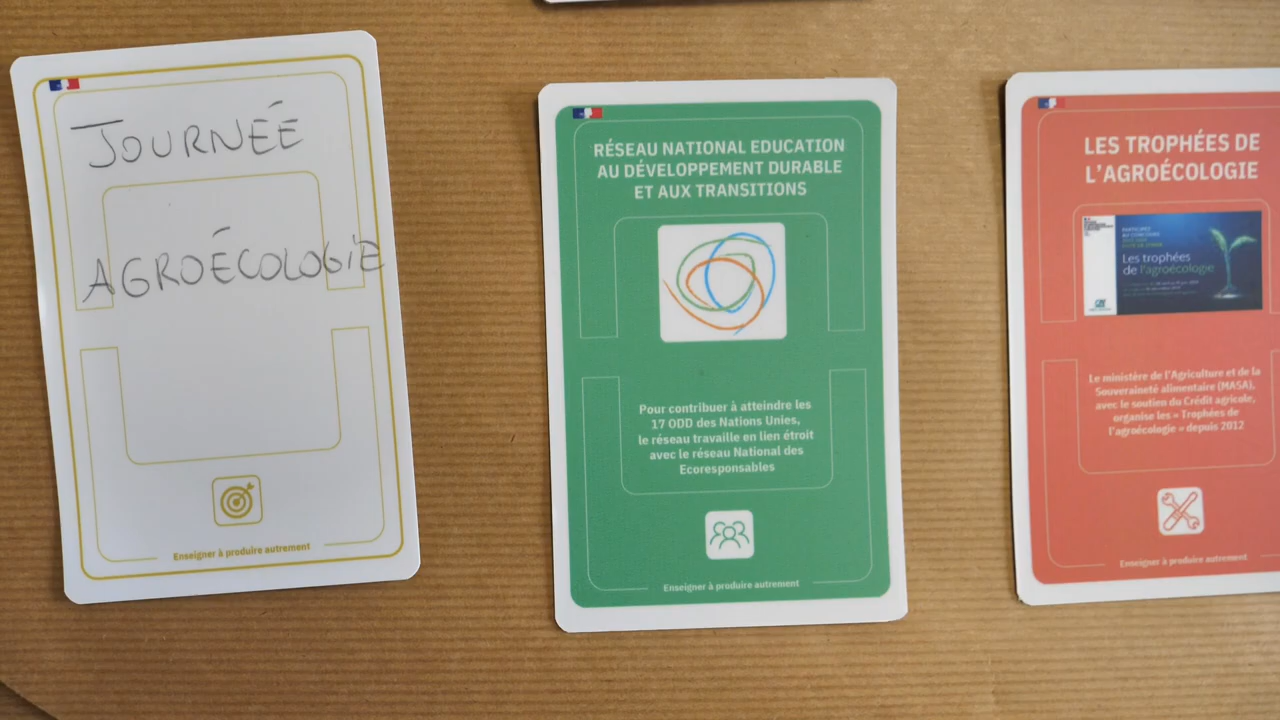 JOURNÉÉ
AGROÉCOLOGIE
Enseigner à produire autrement
RÉSEAU NATIONAL EDUCATION
AU DÉVELOPPEMENT DURABLE
ET AUX TRANSITIONS
Pour contribuer à atteindre les
17 ODD des Nations Unies,
le réseau travaille en lien étroit
avec le réseau National des
Ecoresponsables
Enseigner à produire autrement
LES TROPHÉES DE
L'AGROÉCOLOGIE
Les trophées
de l'agroécologie
Le ministère de l'Agriculture et de la
Souveraineté alimentaire (MASA),
avec le soutien du Crédit agricole,
organise les « Trophées de
l'agroécologie » depuis 2012
Enseigner à produire autrement